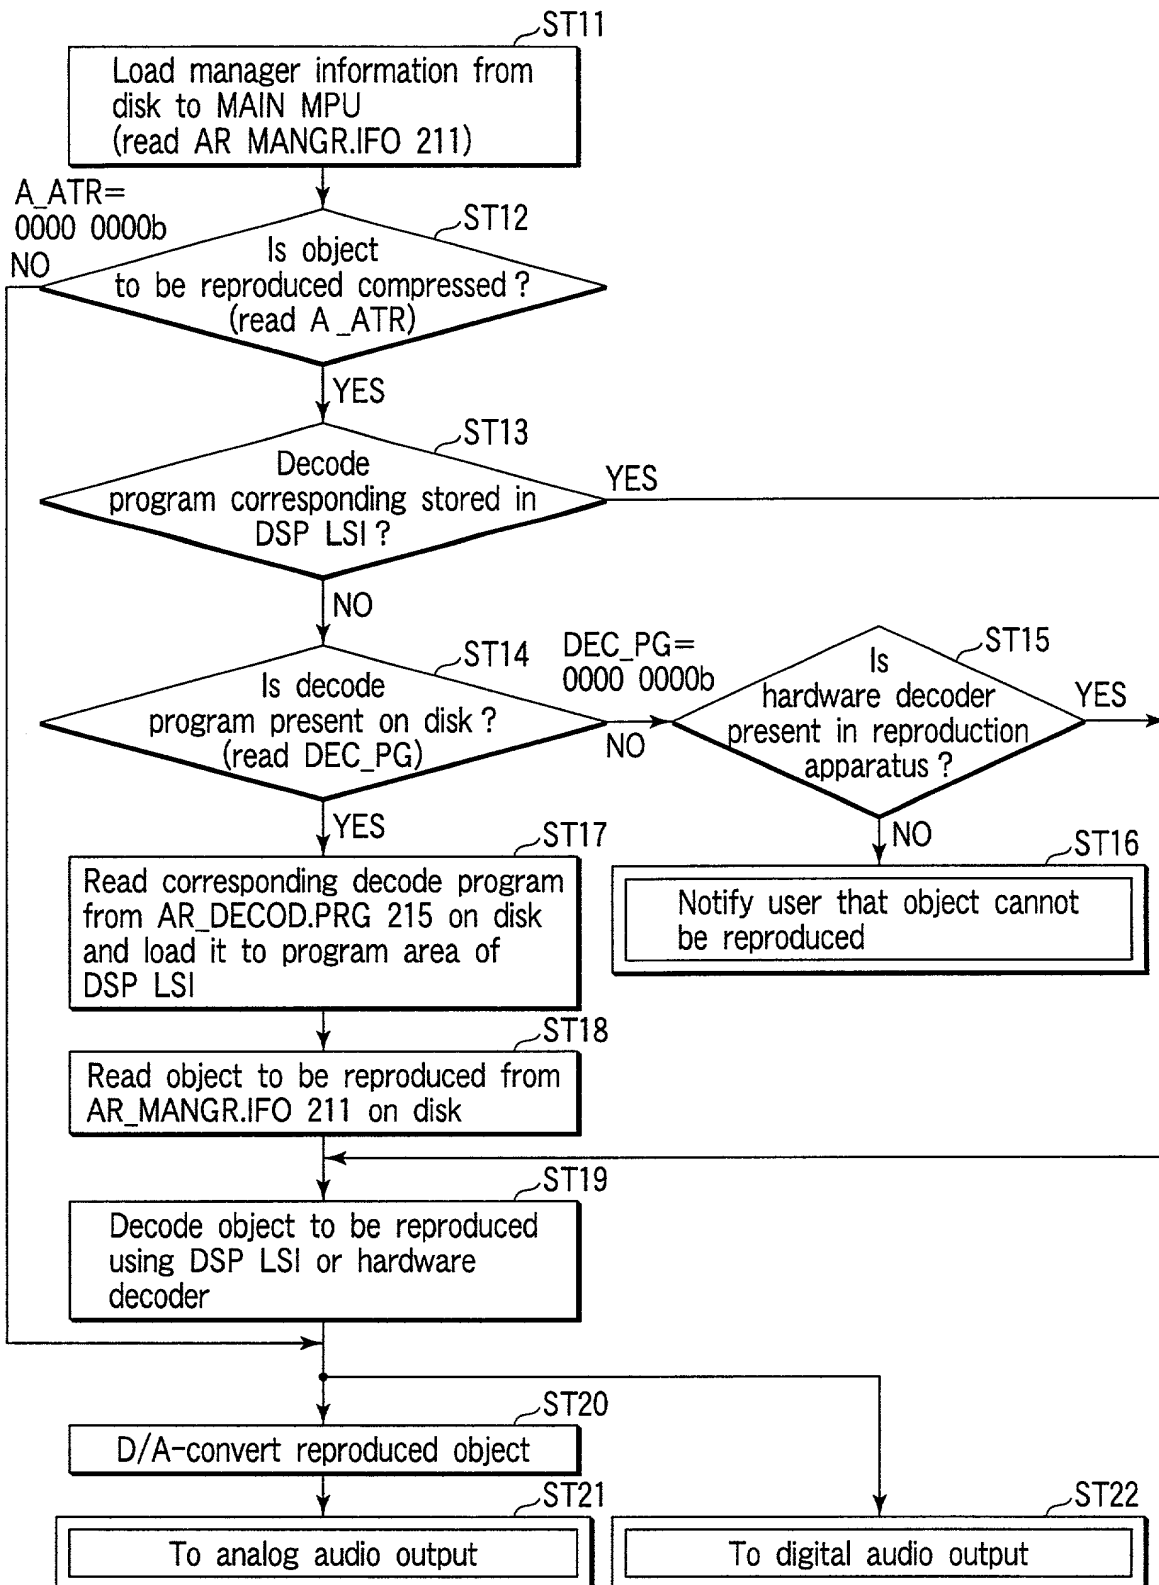 ST11
Load manager information from
disk to MAIN MPU
(read AR MANGR.IFO 211)
A_ATR=
0000 0000b
NO
ST12
Is object
to be reproduced compressed ?
(read A_ATR)
YES
ST13
Decode
program corresponding stored in
DSP LSI ?
YES
NO
ST14
Is decode
program present on disk ?
(read DEC_PG)
DEC_PG=
0000 0000b
NO
ST15
Is
hardware decoder
present in reproduction
apparatus ?
YES
NO
YES
ST16
Notify user that object cannot
be reproduced
ST17
Read corresponding decode program
from AR_DECOD.PRG 215 on disk
and load it to program area of
DSP LSI
ST18
Read object to be reproduced from
AR_MANGR.IFO 211 on disk
ST19
Decode object to be reproduced
using DSP LSI or hardware
decoder
ST20
D/A-convert reproduced object
ST21
To analog audio output
ST22
To digital audio output